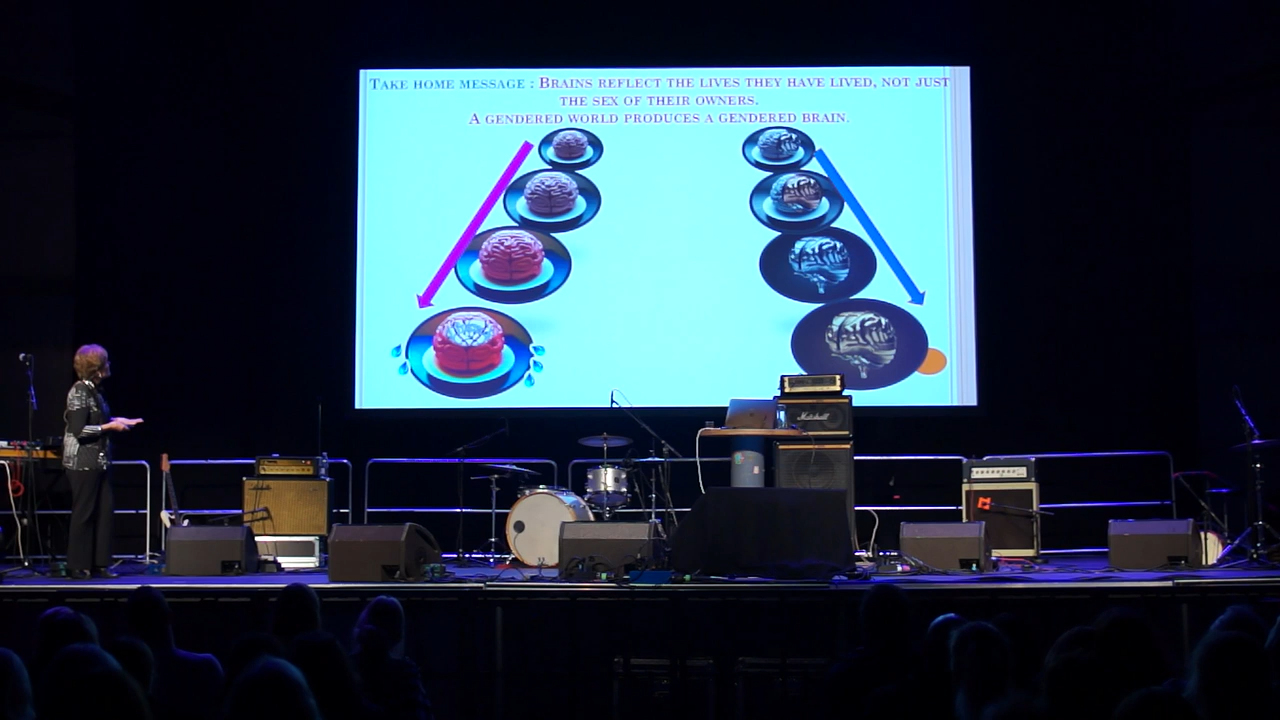 Take home message : Brains reflect the lives they have lived, not just
the sex of their owners.
A gendered world produces a gendered brain.
Marshall